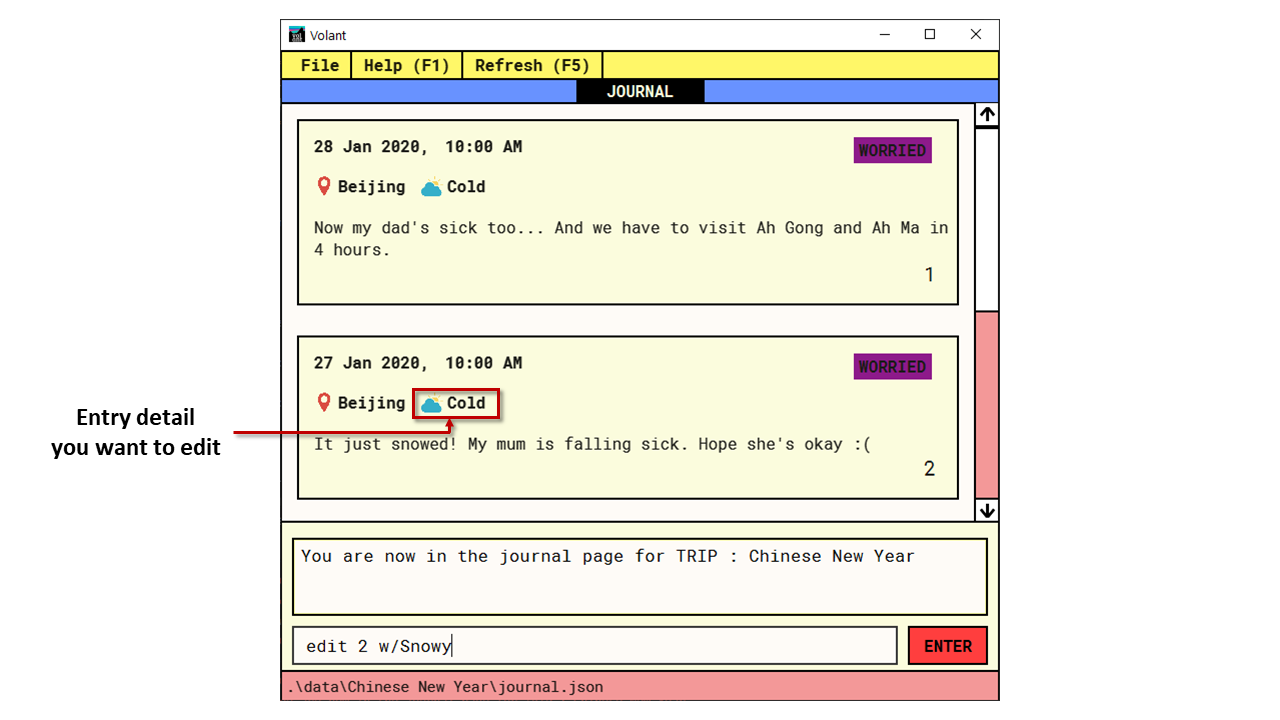 Volant
File Help (F1) Refresh (F5)
JOURNAL
28 Jan 2020, 10:00 AM
WORRIED
Beijing Cold
Now my dad's sick too... And we have to visit Ah Gong and Ah Ma in
4 hours.
1
27 Jan 2020, 10:00 AM
WORRIED
Beijing Cold
Entry detail
you want to edit
It just snowed! My mum is falling sick. Hope she's okay :(
2
You are now in the journal page for TRIP : Chinese New Year
edit 2 w/Snowy
ENTER
.\data\Chinese New Year\journal.json